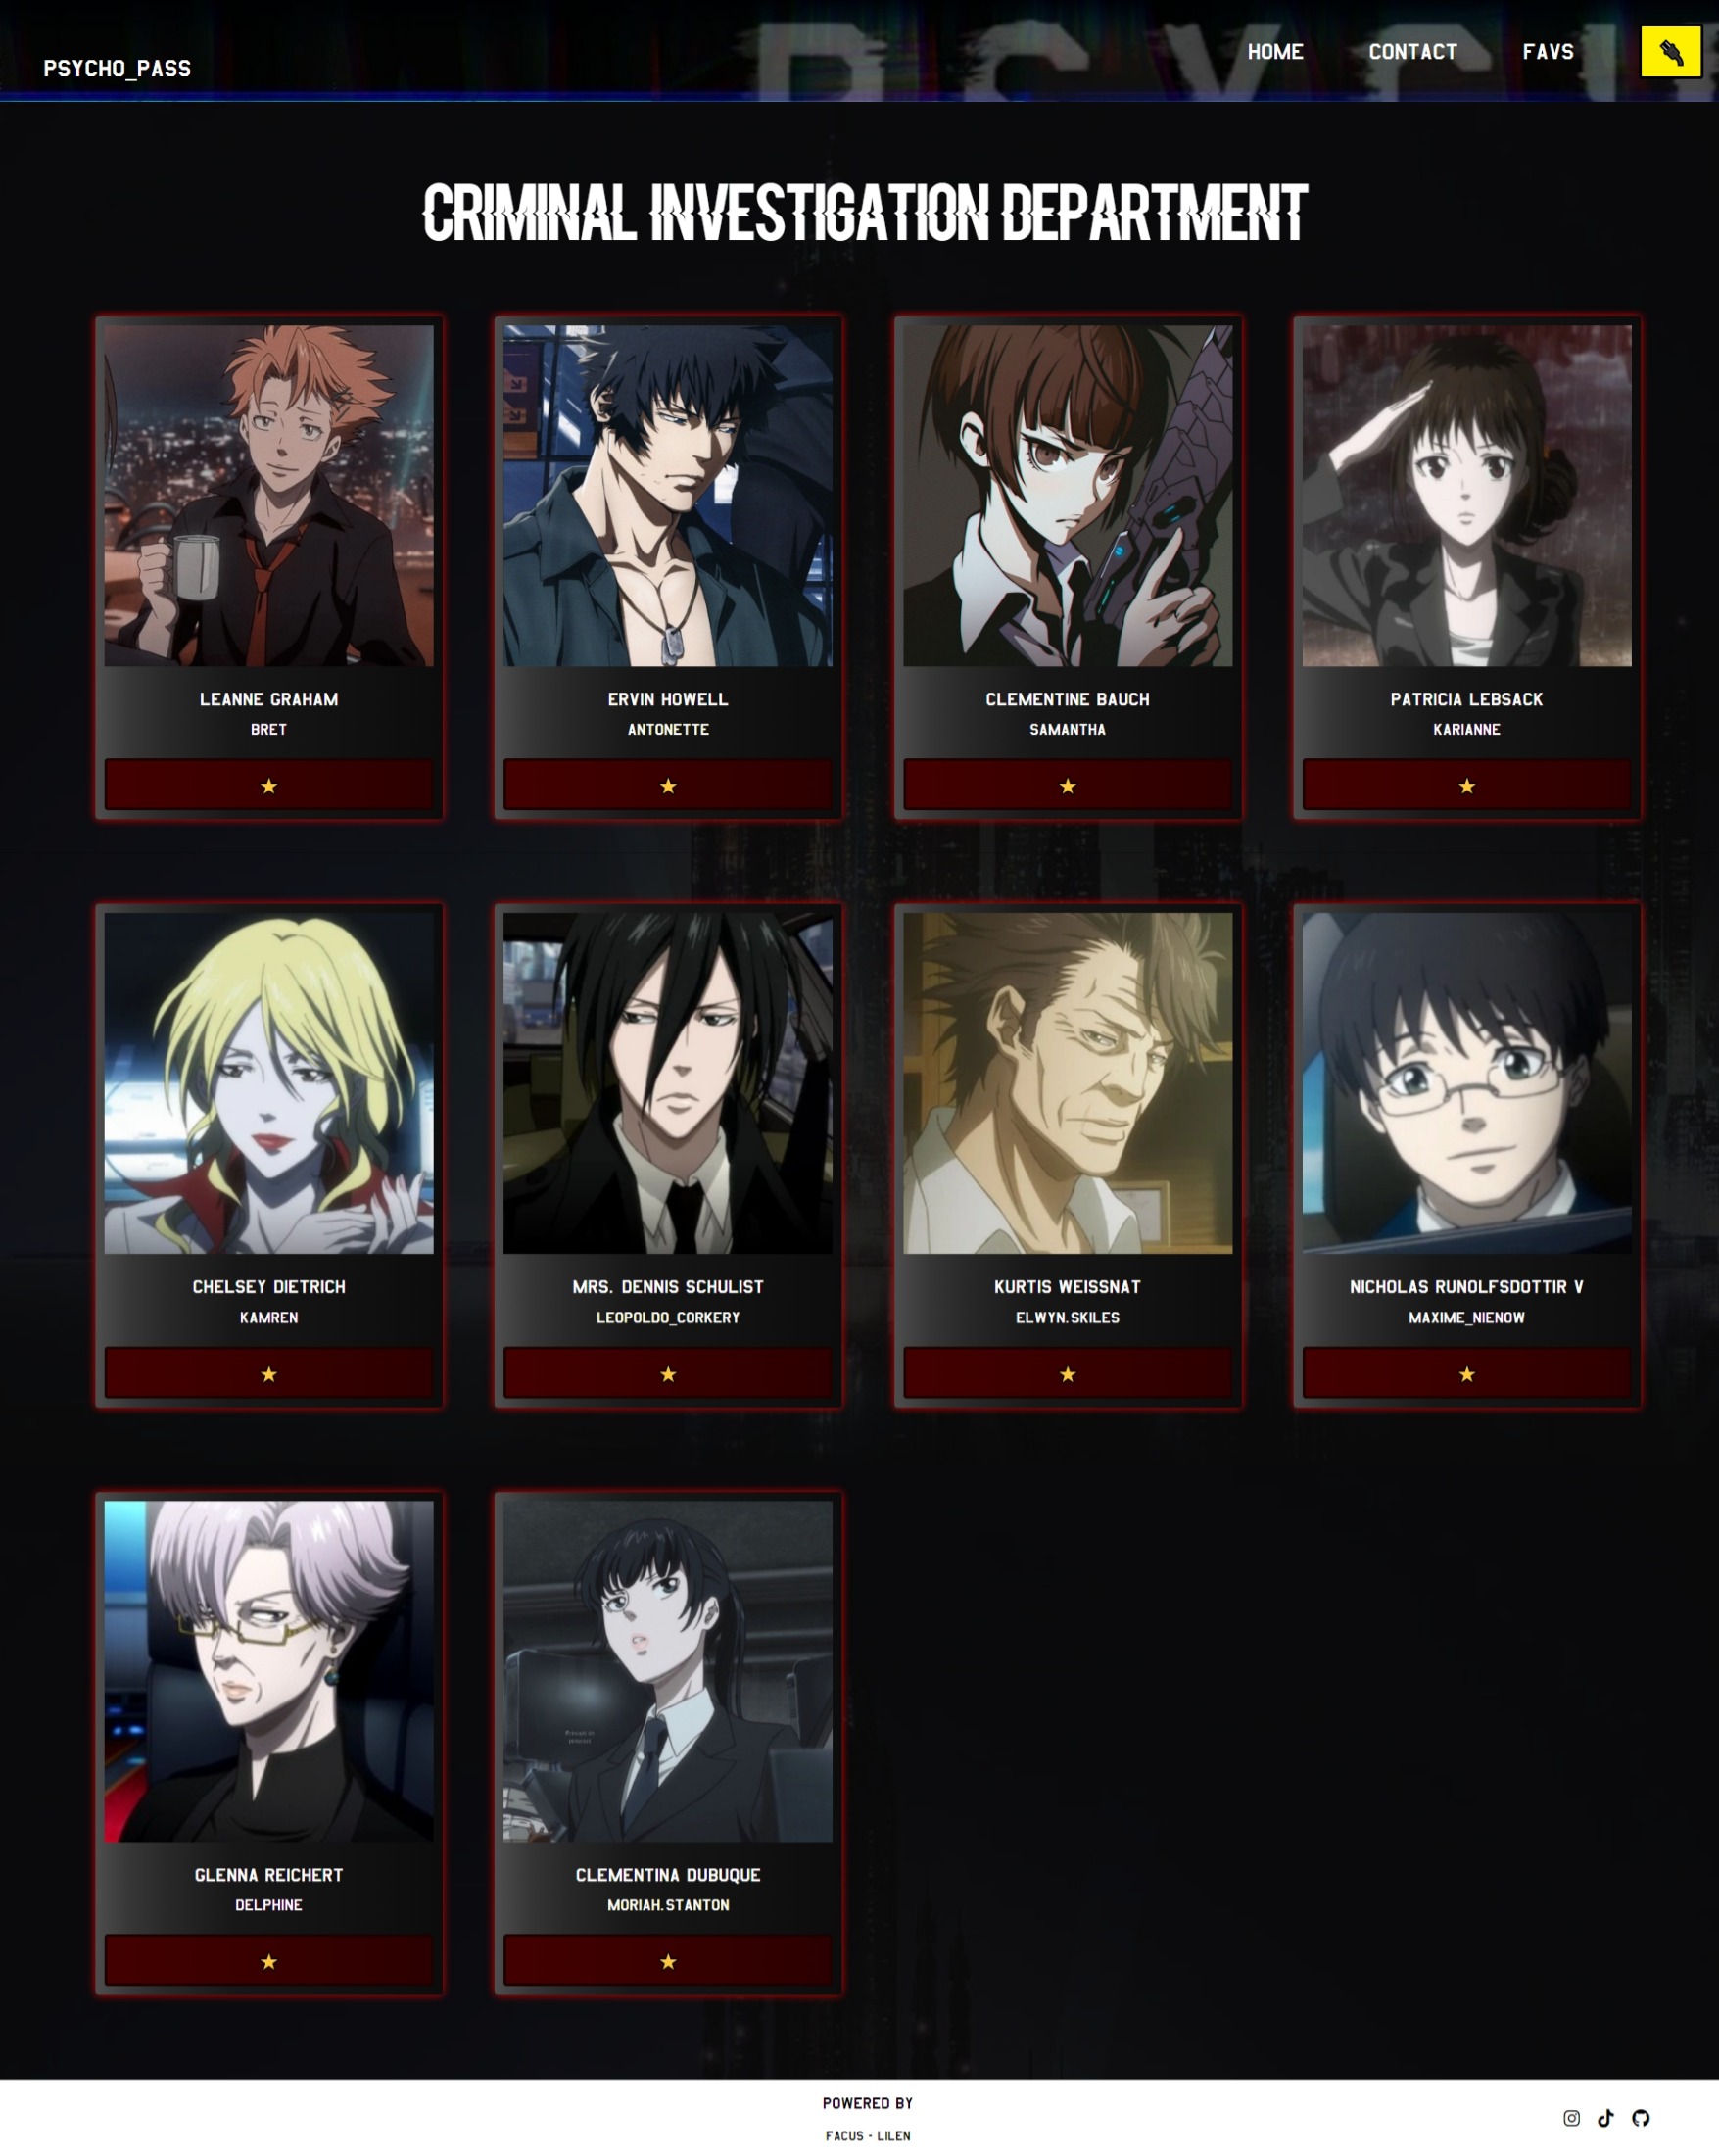 PSYCHO_PASS
HOME CONTACT FAVS
CRIMINAL INVESTIGATION DEPARTMENT
LEANNE GRAHAM
BRET
ERVIN HOWELL
ANTONETTE
CLEMENTINE BAUCH
SAMANTHA
PATRICIA LEBSACK
KARIANNE
CHELSEY DIETRICH
KAMREN
MRS. DENNIS SCHULIST
LEOPOLDO_CORKERY
KURTIS WEISSNAT
ELWYN.SKILES
NICHOLAS RUNOLFSDOTTIR V
MAXIME_NIENOW
GLENNA REICHERT
DELPHINE
CLEMENTINA DUBUQUE
MORIAH.STANTON
POWERED BY
FACUS - LILEN